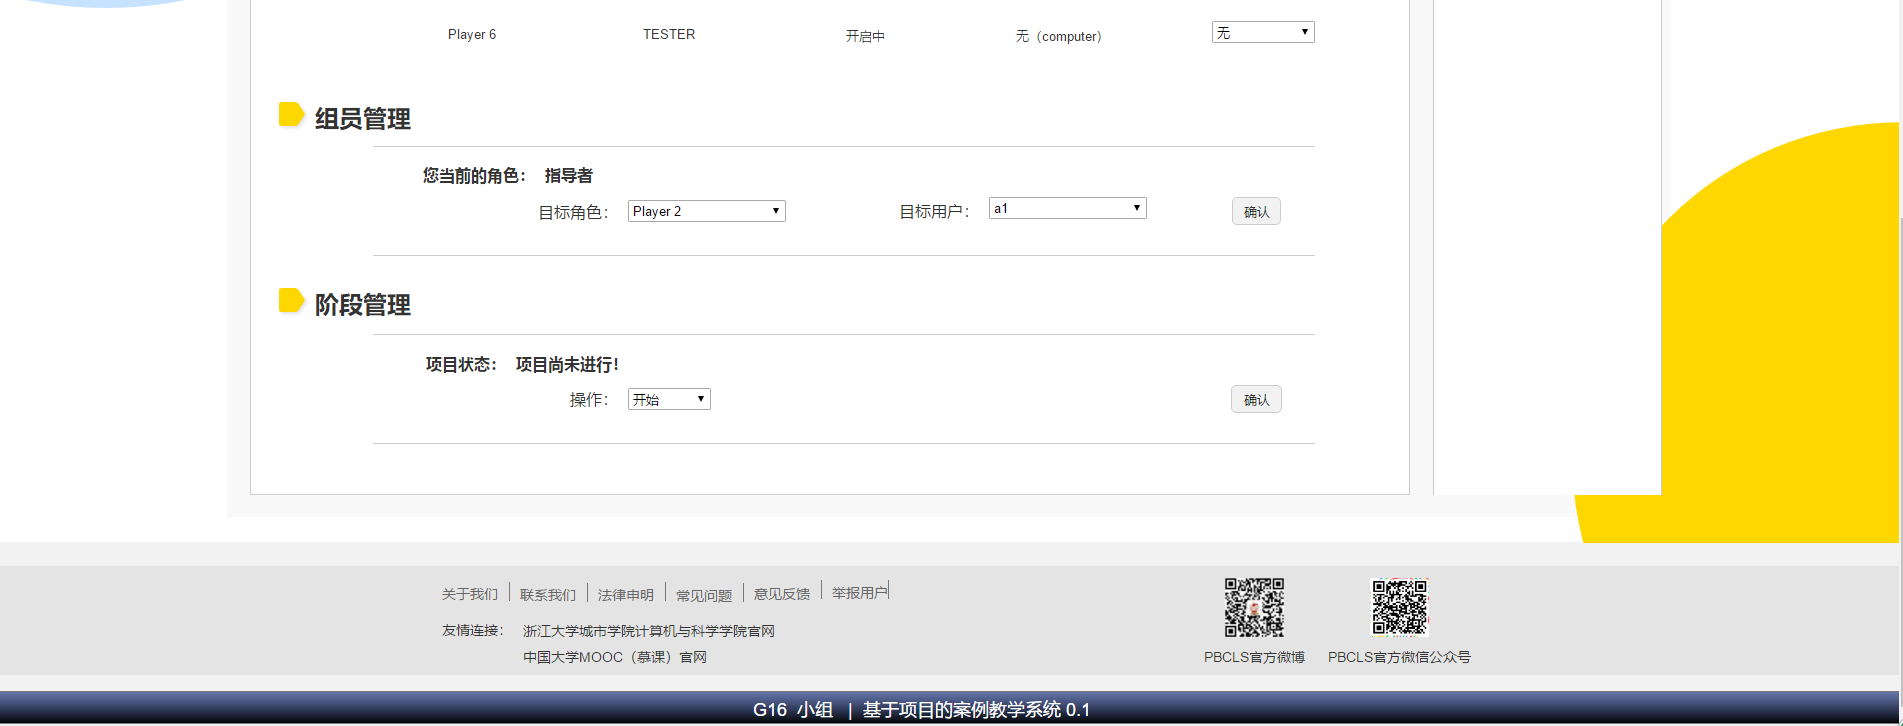 Player 6 TESTER 开启中 无（computer） 无
组员管理
您当前的角色： 指导者
目标角色： Player 2 目标用户： a1 确认
阶段管理
项目状态： 项目尚未进行！
操作： 开始 确认
关于我们 联系我们 法律申明 常见问题 意见反馈 举报用户
友情连接： 浙江大学城市学院计算机与科学学院官网
中国大学MOOC（慕课）官网
PBCLS官方微博 PBCLS官方微信公众号
G16 小组 | 基于项目的案例教学系统 0.1